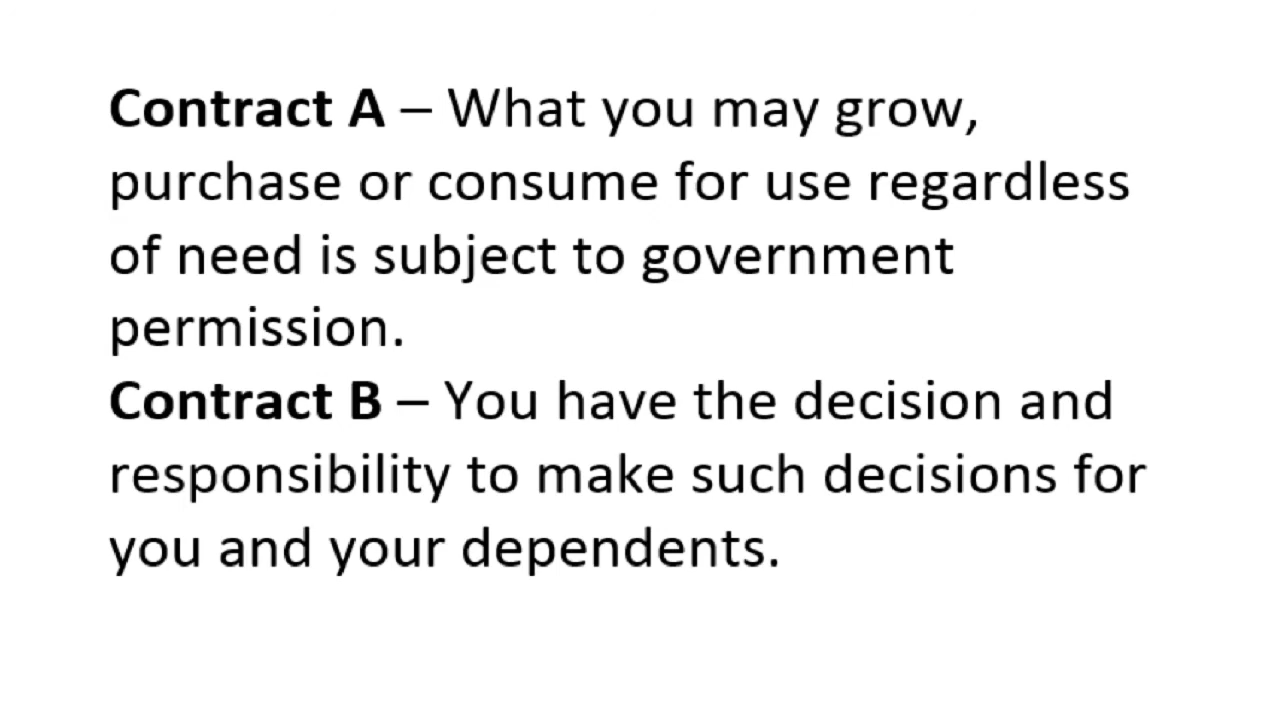 Contract A – What you may grow,
purchase or consume for use regardless
of need is subject to government
permission.
Contract B – You have the decision and
responsibility to make such decisions for
you and your dependents.